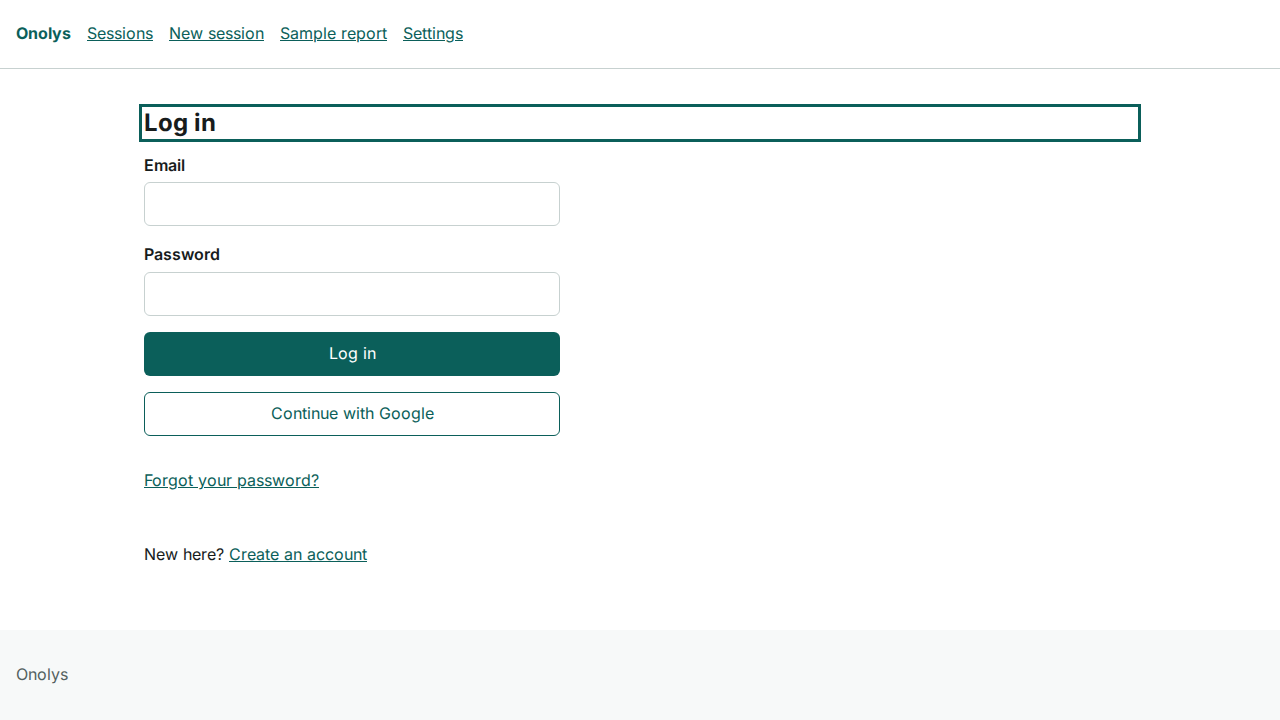 Onolys Sessions New session Sample report Settings
Log in
Email
Password
Log in
Continue with Google
Forgot your password?
New here? Create an account
Onolys